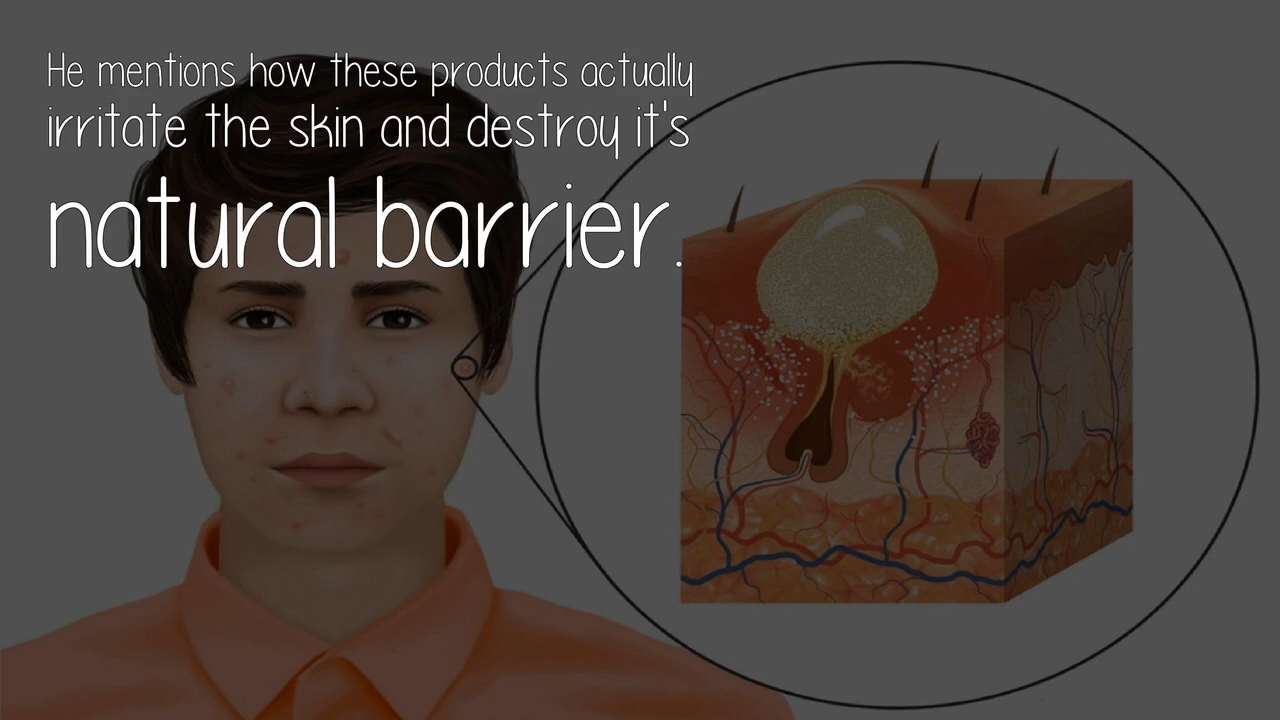 He mentions how these products actually
irritate the skin and destroy it's
natural barrier.